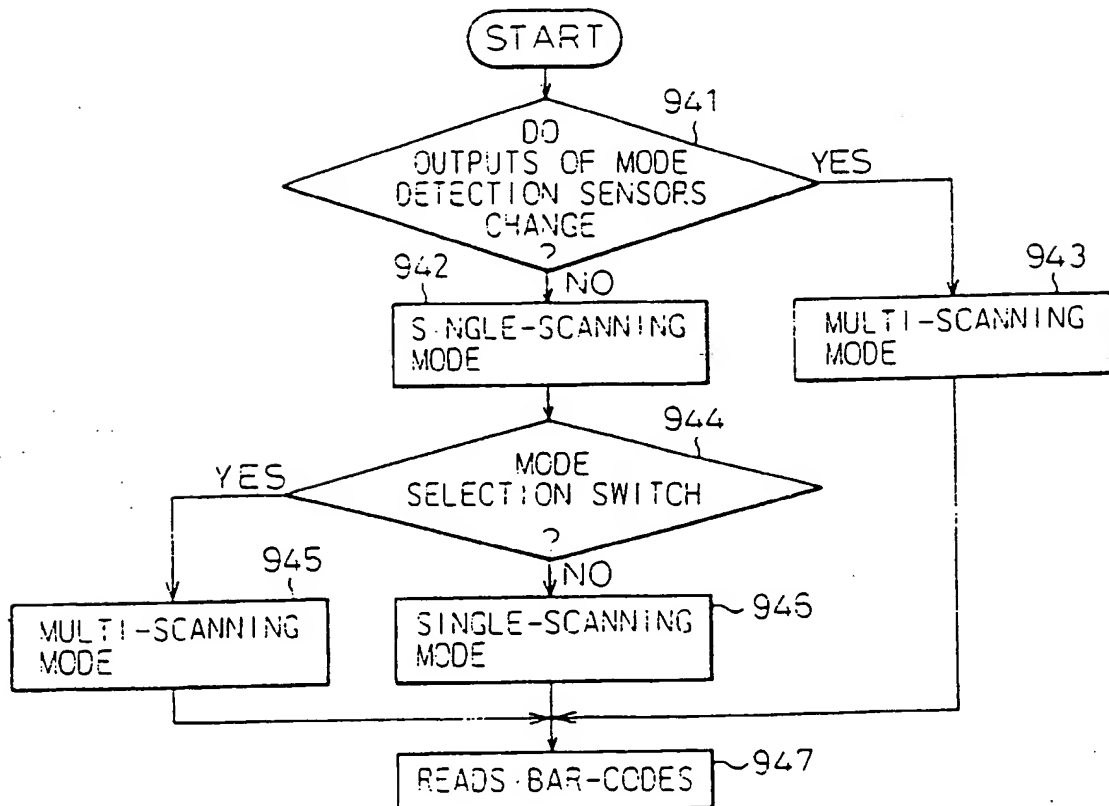 START
941
DO
OUTPUTS OF MODE
DETECTION SENSORS
CHANGE
?
YES
942
NO
943
SINGLE-SCANNING
MODE
MULTI-SCANNING
MODE
944
MODE
SELECTION SWITCH
?
YES
945
NO
MULTI-SCANNING
MODE
SINGLE-SCANNING
MODE
946
READS BAR-CODES
947